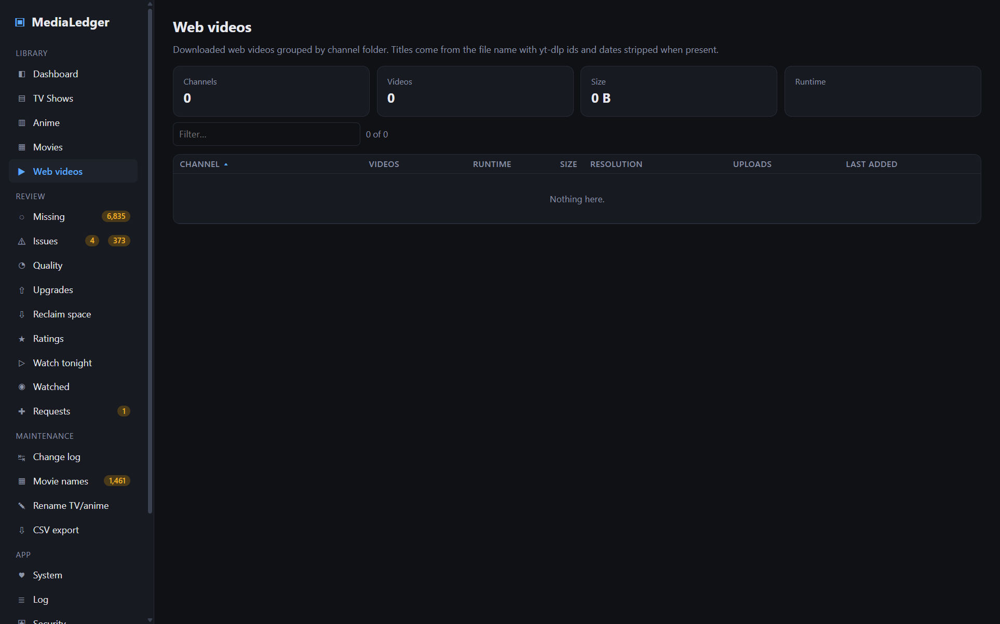 MediaLedger
LIBRARY
Dashboard
TV Shows
Anime
Movies
Web videos
REVIEW
Missing 6,835
Issues 4 373
Quality
Upgrades
Reclaim space
Ratings
Watch tonight
Watched
Requests 1
MAINTENANCE
Change log
Movie names 1,461
Rename TV/anime
CSV export
APP
System
Log
Security
Web videos
Downloaded web videos grouped by channel folder. Titles come from the file name with yt-dlp ids and dates stripped when present.
Channels
0
Videos
0
Size
0 B
Runtime
Filter...
0 of 0
CHANNEL VIDEOS RUNTIME SIZE RESOLUTION UPLOADS LAST ADDED
Nothing here.